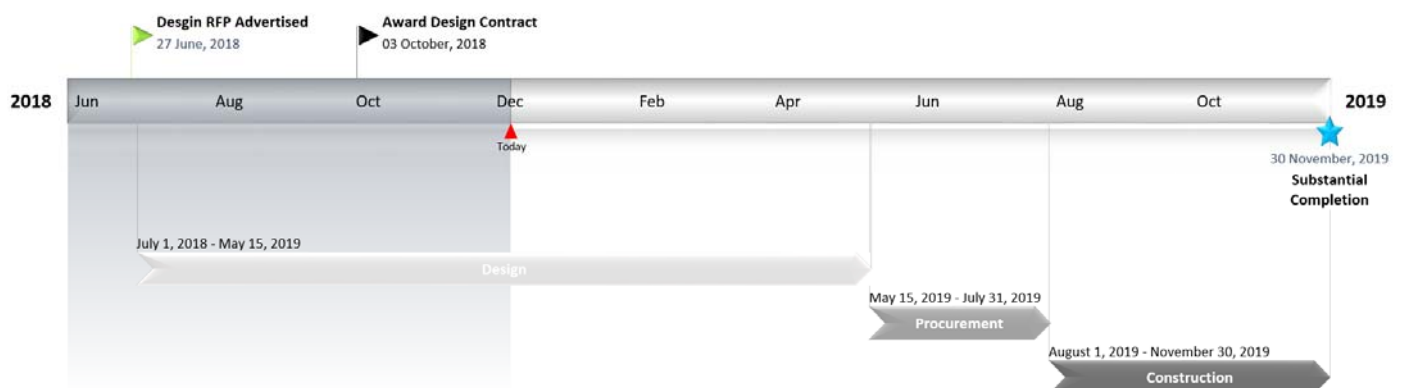 Desgin RFP Advertised
27 June, 2018
Award Design Contract
03 October, 2018
2018 Jun Aug Oct Dec Feb Apr Jun Aug Oct 2019
Today
30 November, 2019
Substantial
Completion
July 1, 2018 - May 15, 2019
Design
May 15, 2019 - July 31, 2019
Procurement
August 1, 2019 - November 30, 2019
Construction